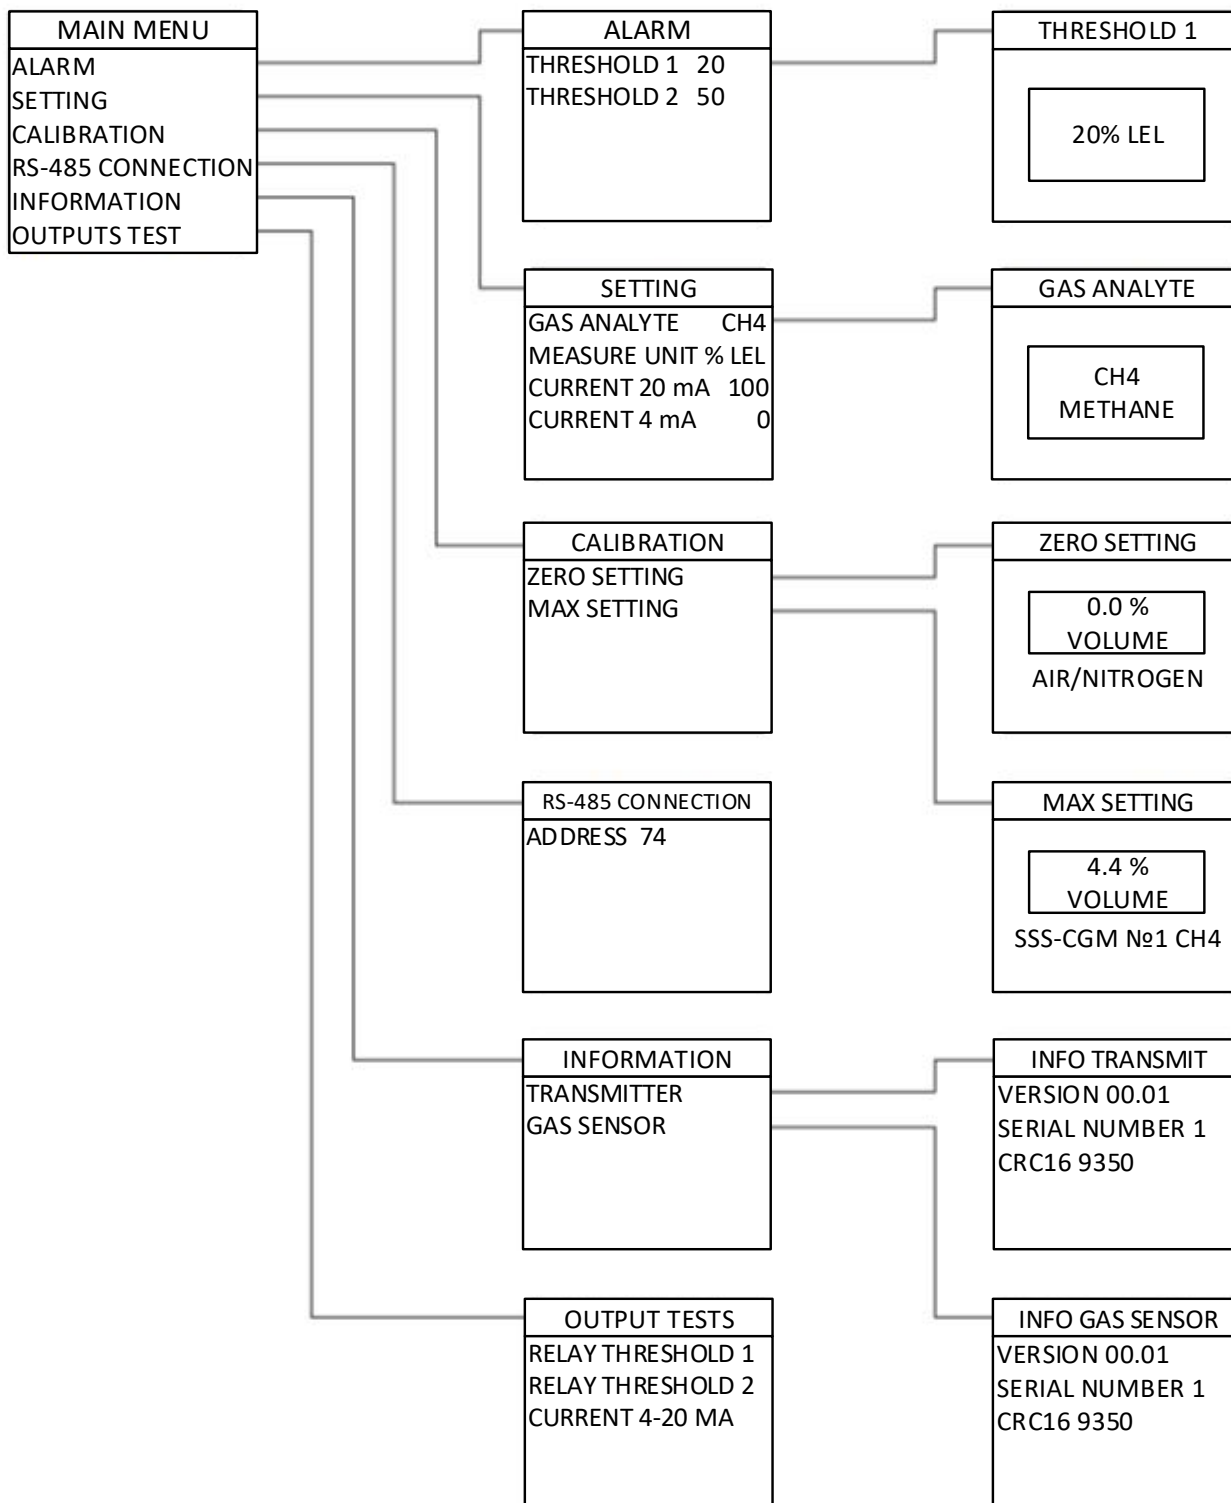 MAIN MENU
ALARM
SETTING
CALIBRATION
RS-485 CONNECTION
INFORMATION
OUTPUTS TEST
ALARM
THRESHOLD 1 20
THRESHOLD 2 50
THRESHOLD 1
20% LEL
SETTING
GAS ANALYTE CH4
MEASURE UNIT % LEL
CURRENT 20 mA 100
CURRENT 4 mA 0
GAS ANALYTE
CH4
METHANE
CALIBRATION
ZERO SETTING
MAX SETTING
ZERO SETTING
0.0 %
VOLUME
AIR/NITROGEN
RS-485 CONNECTION
ADDRESS 74
MAX SETTING
4.4 %
VOLUME
SSS-CGM №1 CH4
INFORMATION
TRANSMITTER
GAS SENSOR
INFO TRANSMIT
VERSION 00.01
SERIAL NUMBER 1
CRC16 9350
OUTPUT TESTS
RELAY THRESHOLD 1
RELAY THRESHOLD 2
CURRENT 4-20 MA
INFO GAS SENSOR
VERSION 00.01
SERIAL NUMBER 1
CRC16 9350